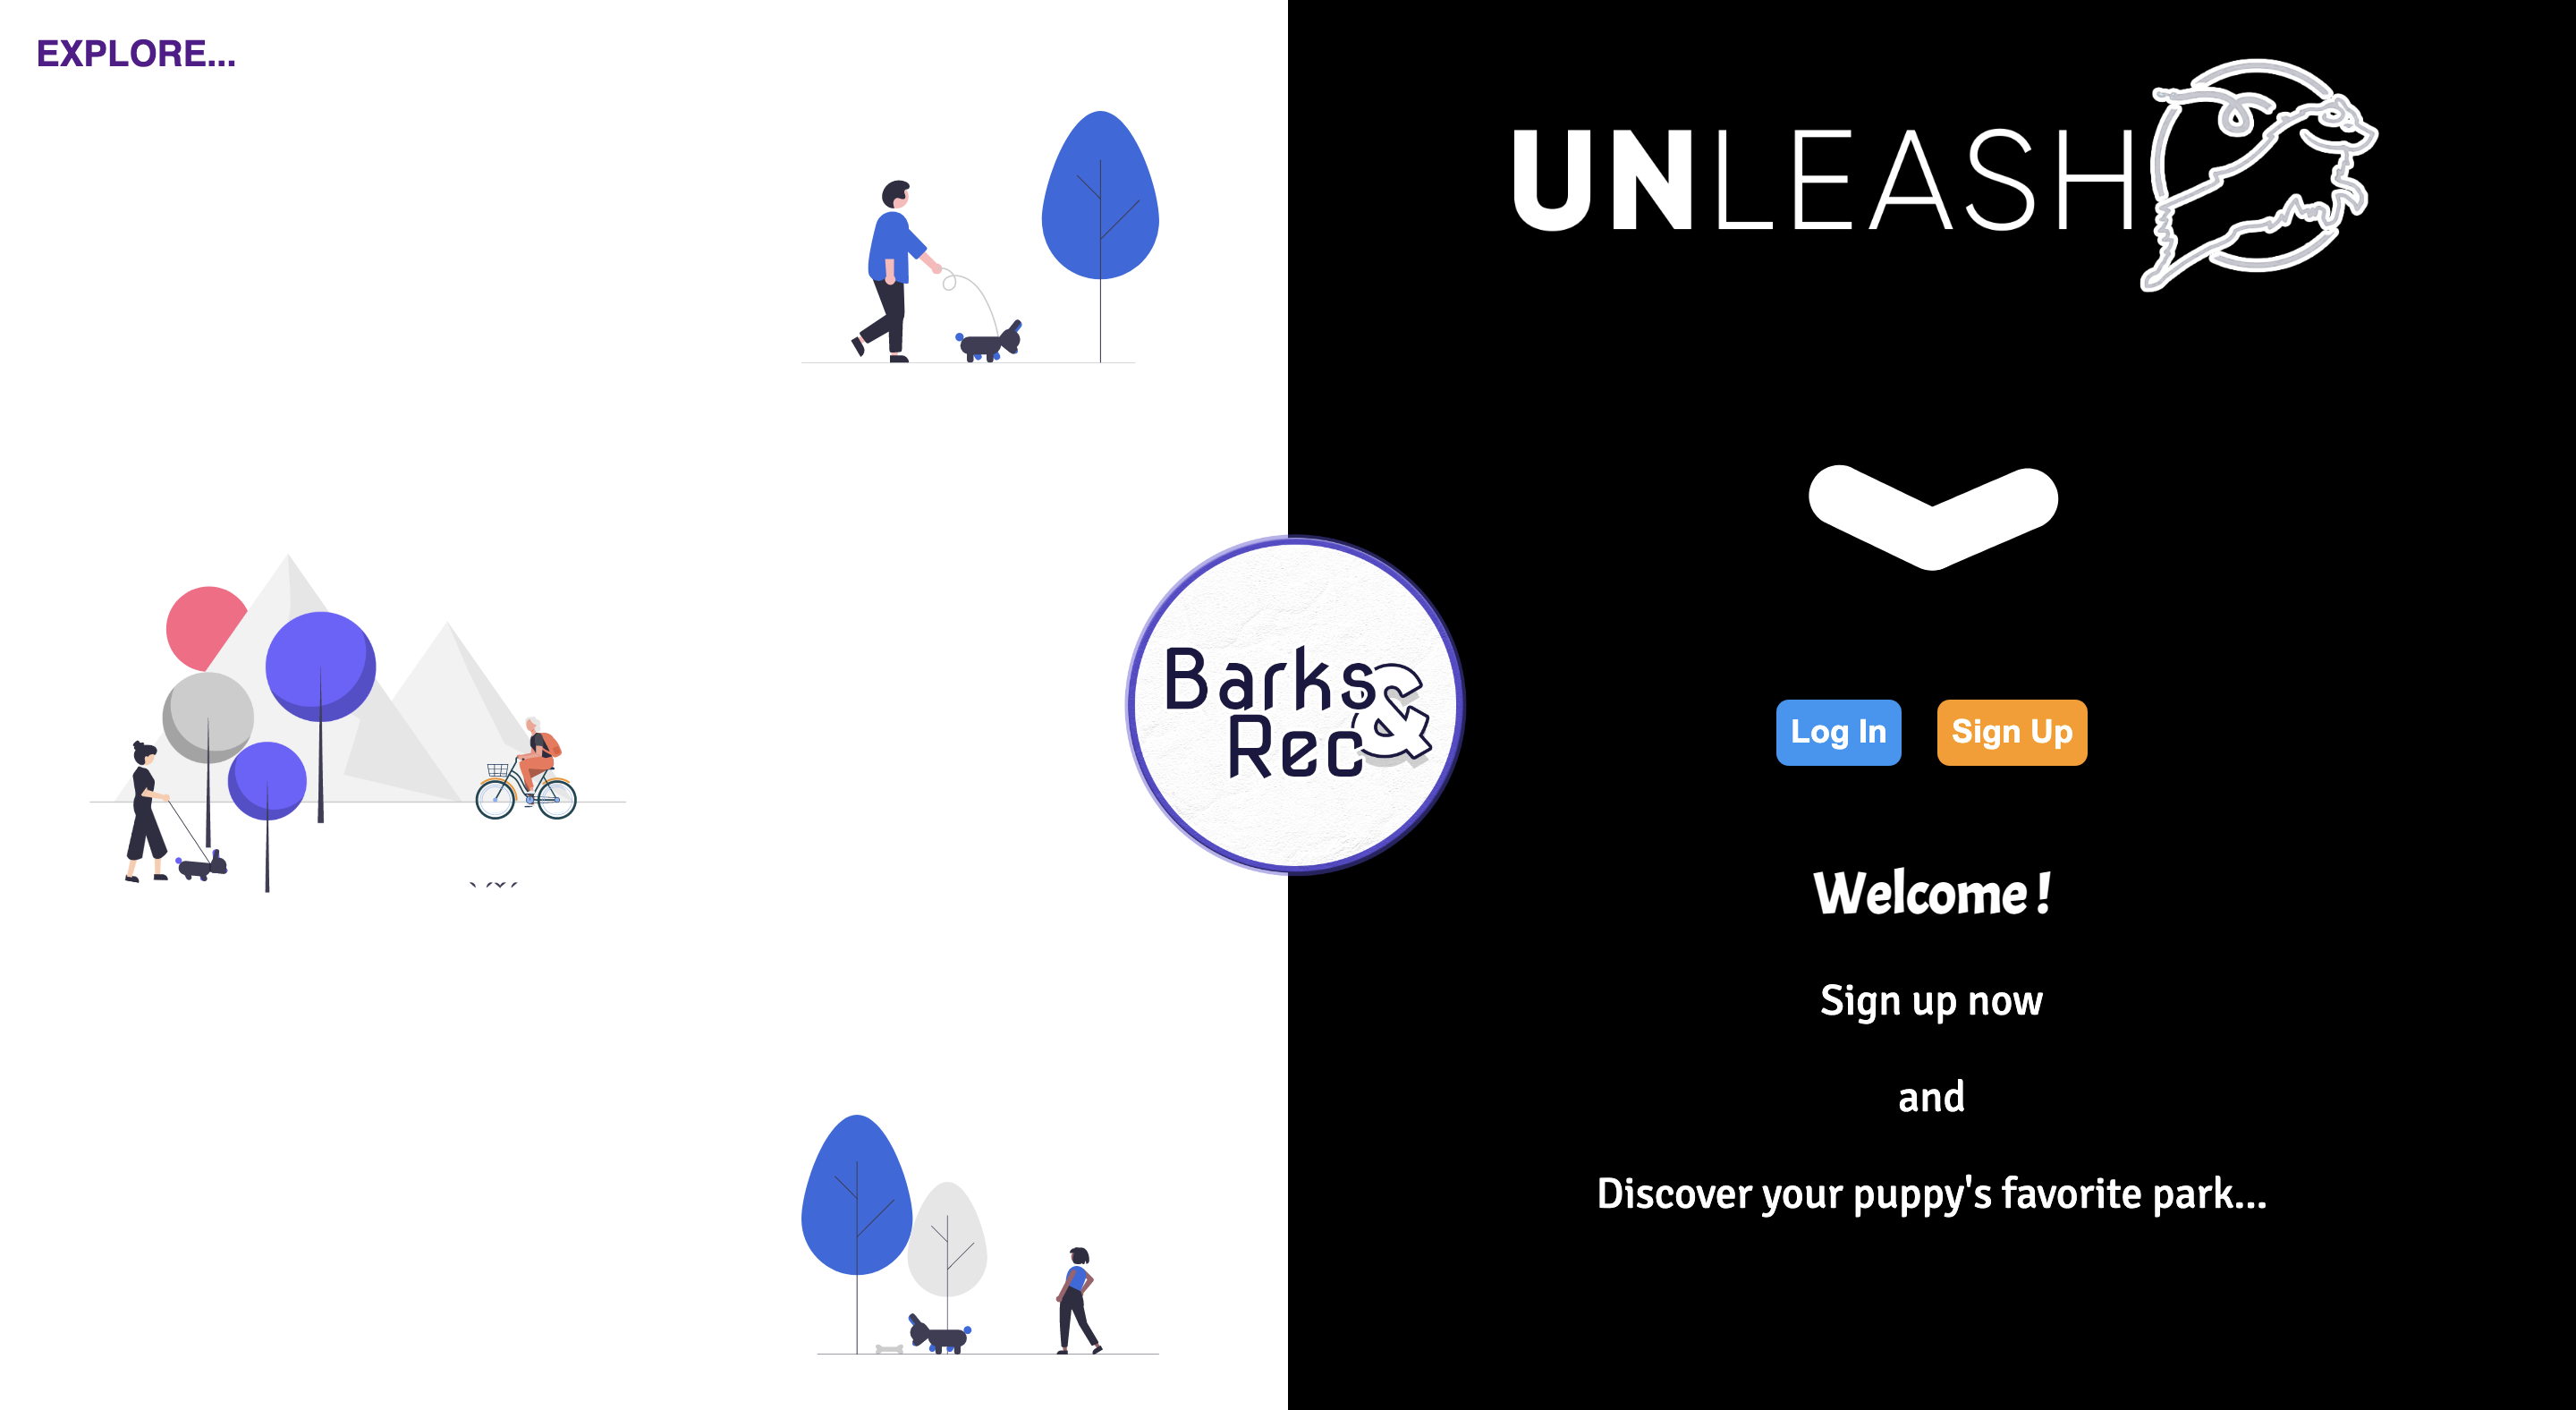 EXPLORE...
UNLEASH
Barks &
Rec
Log In
Sign Up
Welcome !
Sign up now
and
Discover your puppy's favorite park...